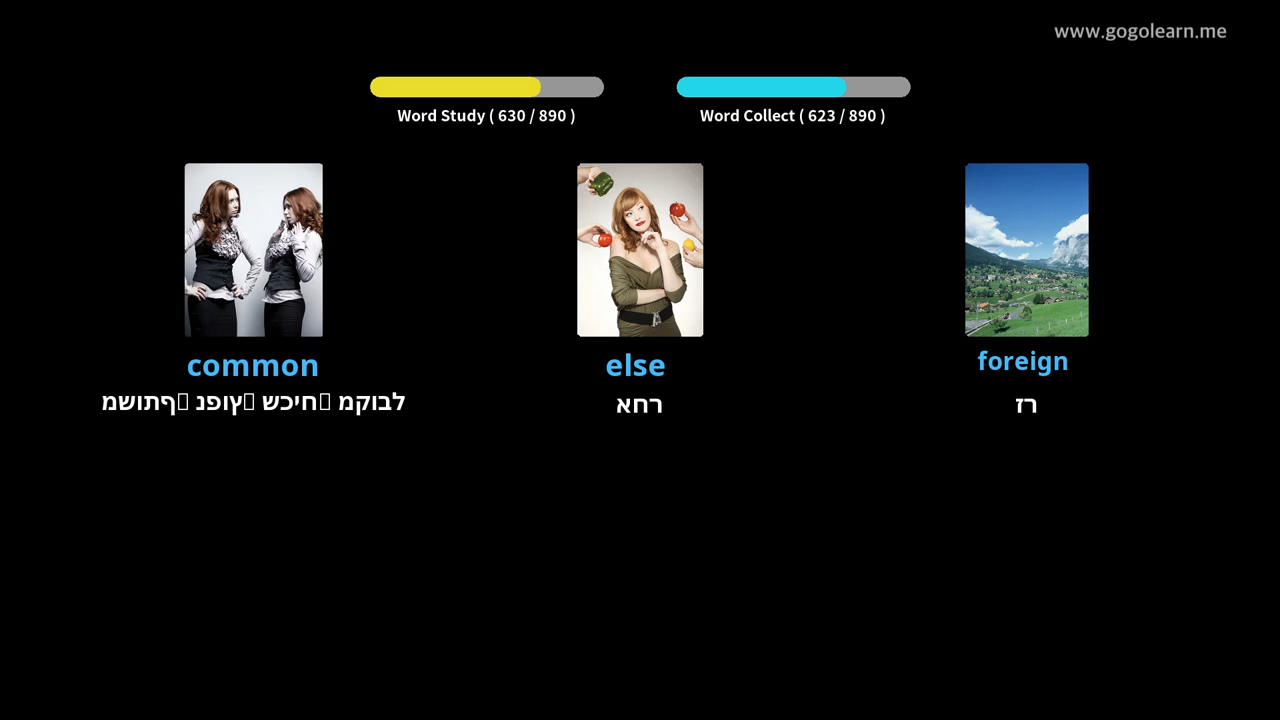 www.gogolearn.me
Word Study ( 630 / 890 )
Word Collect ( 623 / 890 )
common
משותף נפוץ שכיח מקובל
else
אחר
foreign
זר